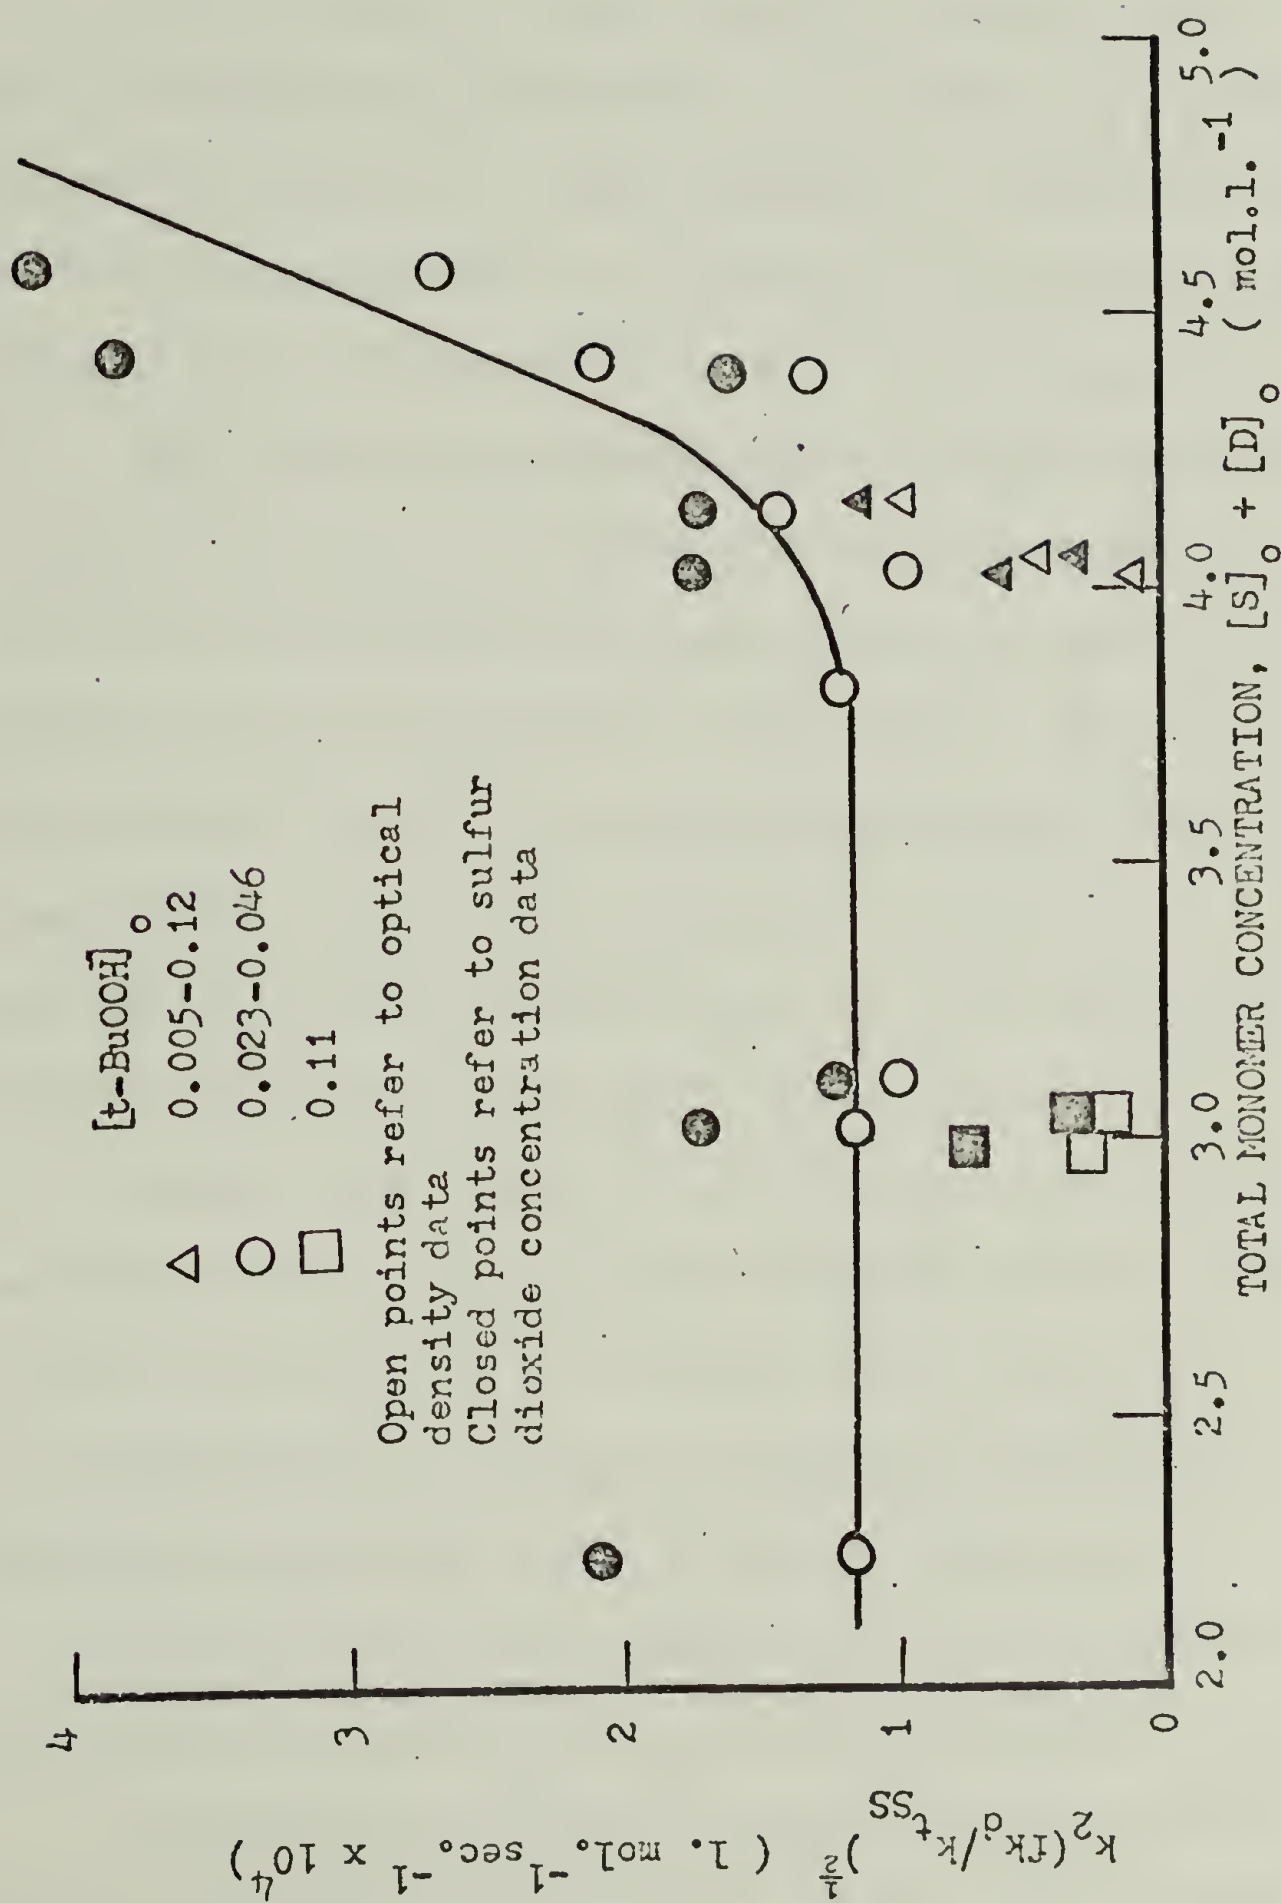 [t-BuOOH]o
△ 0.005-0.12
○ 0.023-0.046
□ 0.11
Open points refer to optical
density data
Closed points refer to sulfur
dioxide concentration data
k2(fkd/ktSS)½ ( l. mol.-1sec.-1 x 104)
4
3
2
1
0
2.0 2.5 3.0 3.5 4.0 4.5 5.0
TOTAL MONOMER CONCENTRATION, [S]o + [D]o ( mol.l.-1 )